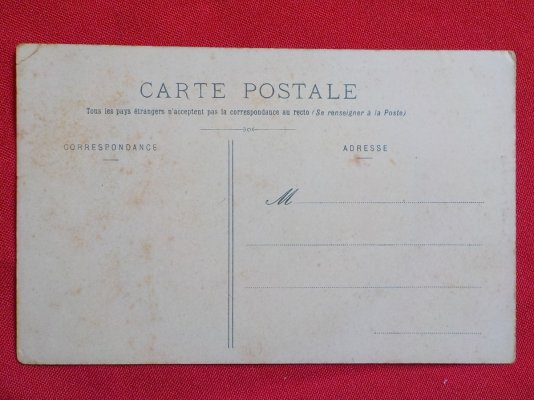 CARTE POSTALE
Tous les pays étrangers n'acceptent pas la correspondance au recto (Se renseigner à la Poste)
CORRESPONDANCE
ADRESSE
M